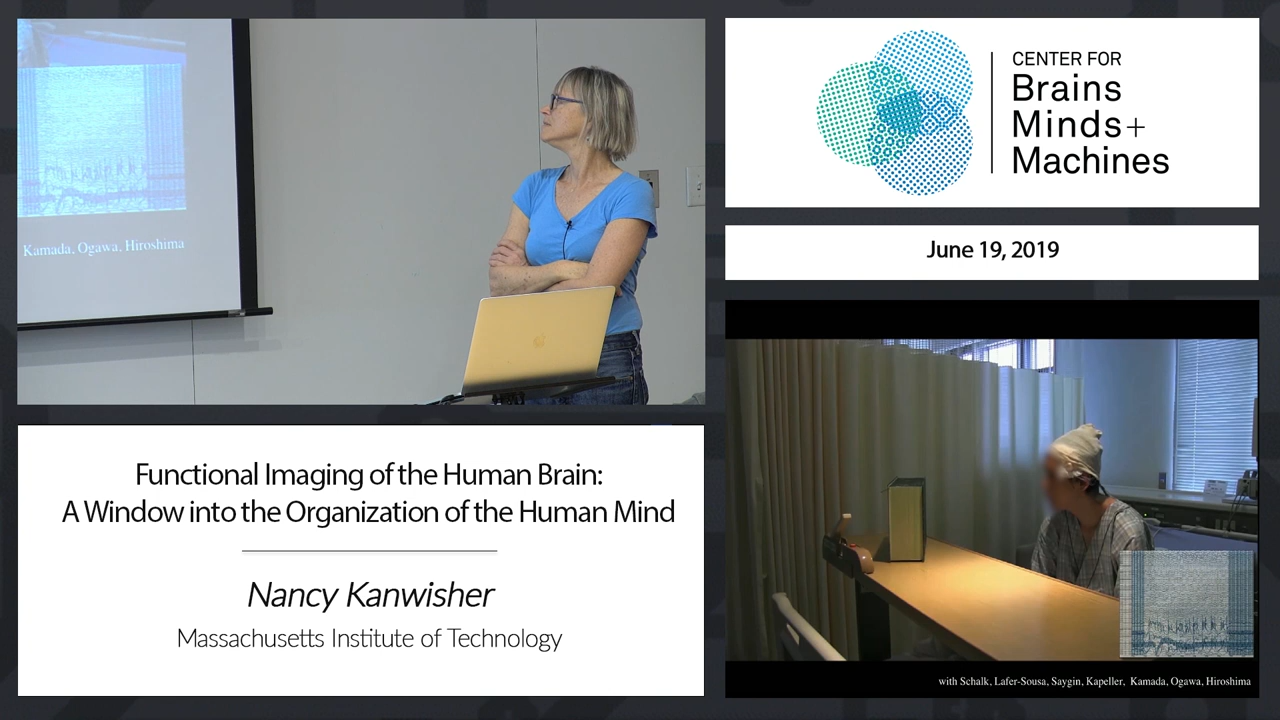 Kamada, Ogawa, Hiroshima
CENTER FOR
Brains
Minds+
Machines
June 19, 2019
Functional Imaging of the Human Brain:
A Window into the Organization of the Human Mind
Nancy Kanwisher
Massachusetts Institute of Technology
with Schalk, Lafer-Sousa, Saygin, Kapeller, Kamada, Ogawa, Hiroshima